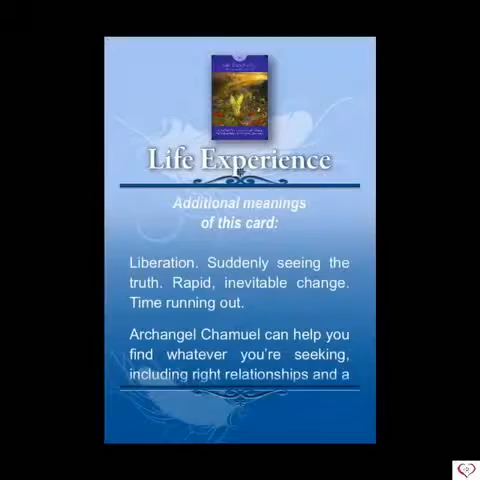 Life Experience
Additional meanings
of this card:
Liberation. Suddenly seeing the
truth. Rapid, inevitable change.
Time running out.
Archangel Chamuel can help you
find whatever you're seeking,
including right relationships and a